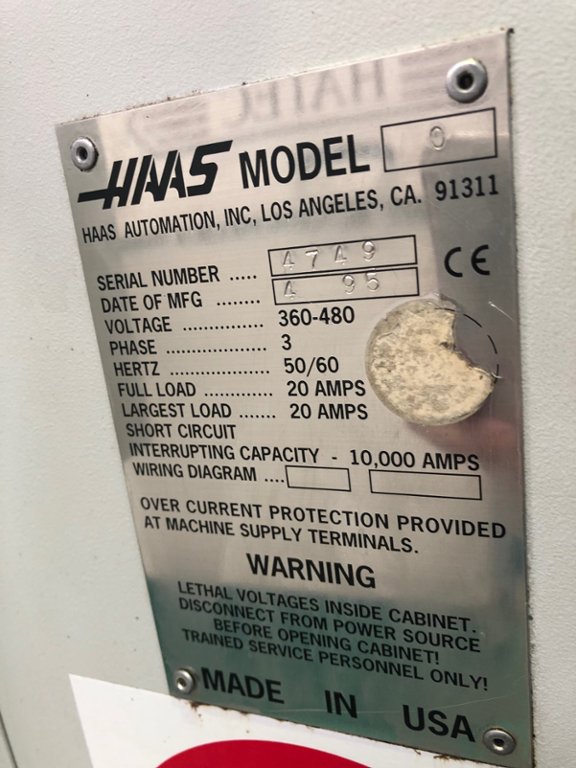 HAAS MODEL 0
HAAS AUTOMATION, INC, LOS ANGELES, CA. 91311
SERIAL NUMBER ..... 4749
CE
DATE OF MFG ........ 4 95
VOLTAGE ................ 360-480
PHASE .................... 3
HERTZ ................... 50/60
FULL LOAD ............. 20 AMPS
LARGEST LOAD ....... 20 AMPS
SHORT CIRCUIT
INTERRUPTING CAPACITY - 10,000 AMPS
WIRING DIAGRAM ....
OVER CURRENT PROTECTION PROVIDED
AT MACHINE SUPPLY TERMINALS.
WARNING
LETHAL VOLTAGES INSIDE CABINET.
DISCONNECT FROM POWER SOURCE
BEFORE OPENING CABINET!
TRAINED SERVICE PERSONNEL ONLY!
MADE IN USA